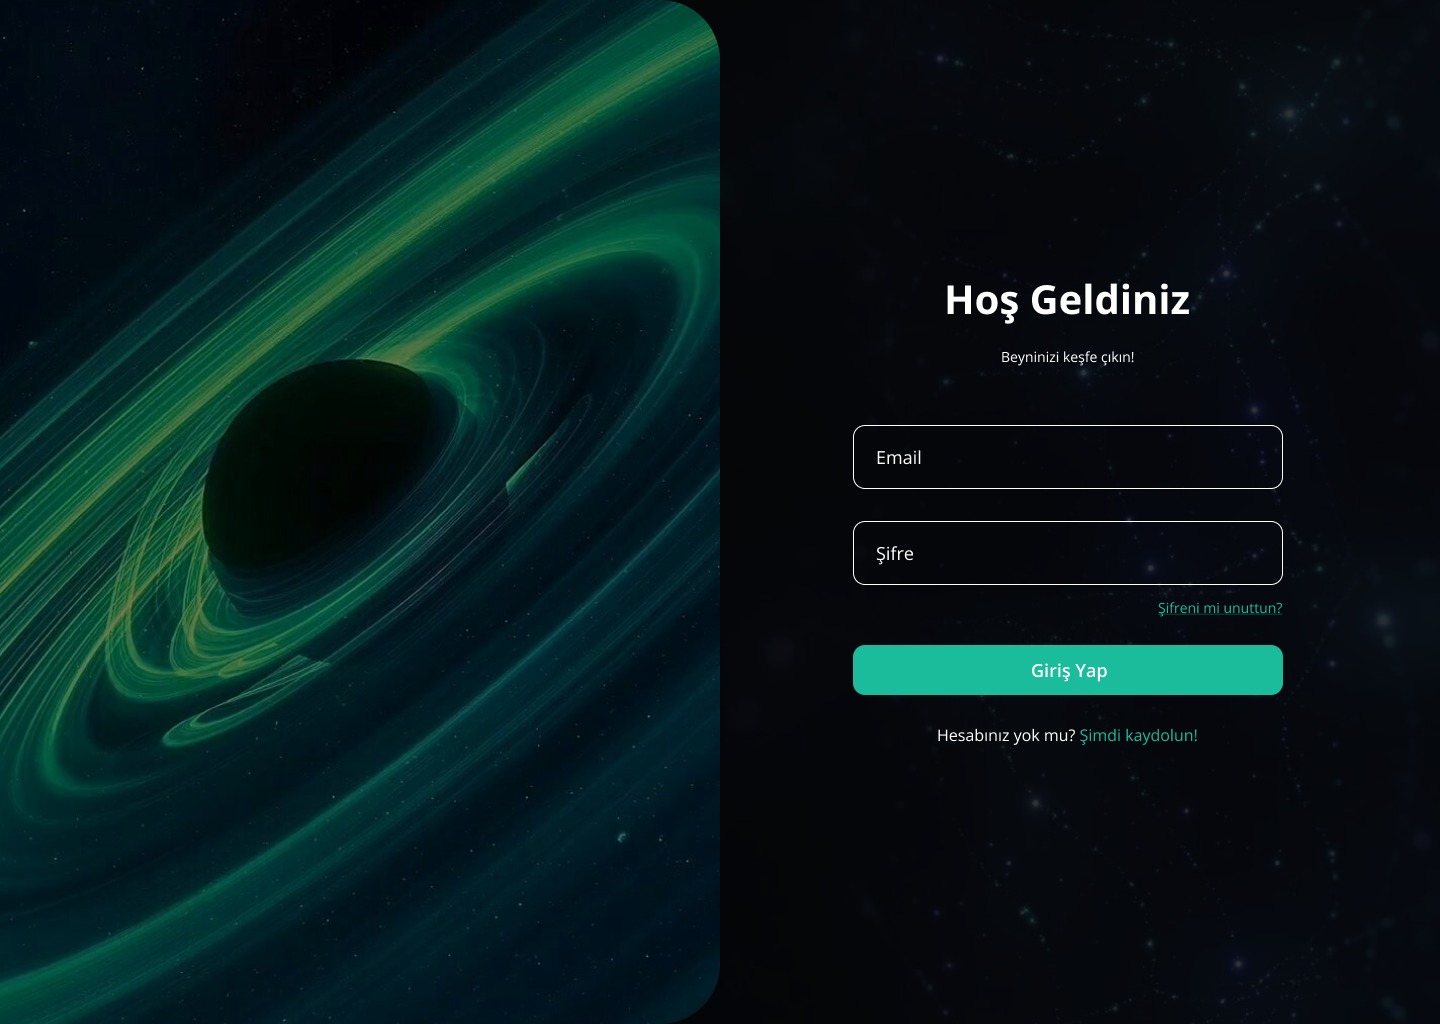 Hoş Geldiniz
Beyninizi keşfe çıkın!
Email
Şifre
Şifreni mi unuttun?
Giriş Yap
Hesabınız yok mu? Şimdi kaydolun!